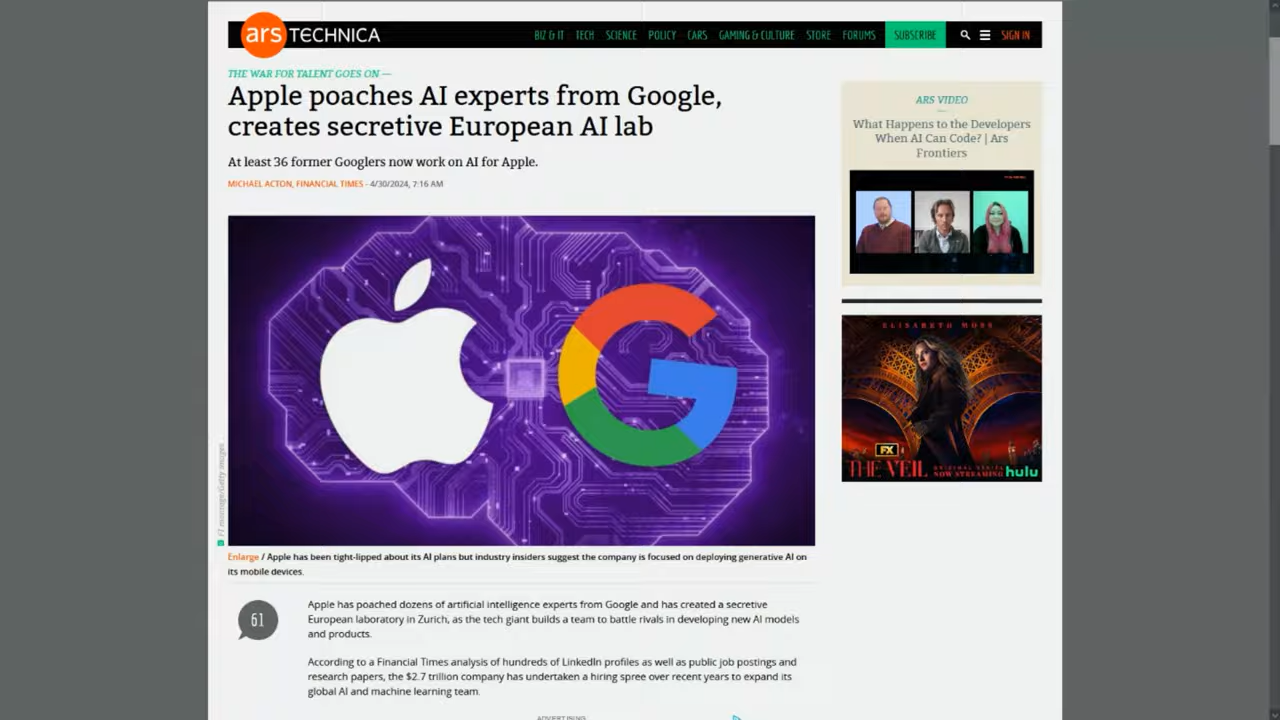 ars TECHNICA
BIZ & IT TECH SCIENCE POLICY CARS GAMING & CULTURE STORE FORUMS SUBSCRIBE SIGN IN
THE WAR FOR TALENT GOES ON —
Apple poaches AI experts from Google,
creates secretive European AI lab
At least 36 former Googlers now work on AI for Apple.
MICHAEL ACTON, FINANCIAL TIMES - 4/30/2024, 7:16 AM
FT montage/Getty Images
Enlarge / Apple has been tight-lipped about its AI plans but industry insiders suggest the company is focused on deploying generative AI on
its mobile devices.
61
Apple has poached dozens of artificial intelligence experts from Google and has created a secretive
European laboratory in Zurich, as the tech giant builds a team to battle rivals in developing new AI models
and products.
According to a Financial Times analysis of hundreds of LinkedIn profiles as well as public job postings and
research papers, the $2.7 trillion company has undertaken a hiring spree over recent years to expand its
global AI and machine learning team.
ADVERTISING
ARS VIDEO
What Happens to the Developers
When AI Can Code? | Ars
Frontiers
ELISABETH MOSS
FX
THE VEIL
ORIGINAL SERIES
NOW STREAMING
hulu